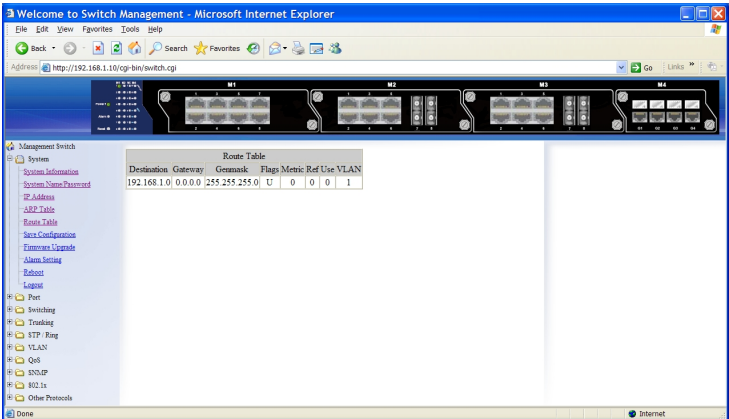 Welcome to Switch Management - Microsoft Internet Explorer
File Edit View Favorites Tools Help
Back Search Favorites
Address http://192.168.1.10/cgi-bin/switch.cgi Go Links »
M1 M2 M3 M4
Management Switch
System
System Information
System Name/Password
IP Address
ARP Table
Route Table
Save Configuration
Firmware Upgrade
Alarm Setting
Reboot
Logout
Port
Switching
Trunking
STP / Ring
VLAN
QoS
SNMP
802.1x
Other Protocols
Route Table
Destination Gateway Genmask Flags Metric Ref Use VLAN
192.168.1.0 0.0.0.0 255.255.255.0 U 0 0 0 1
Done Internet